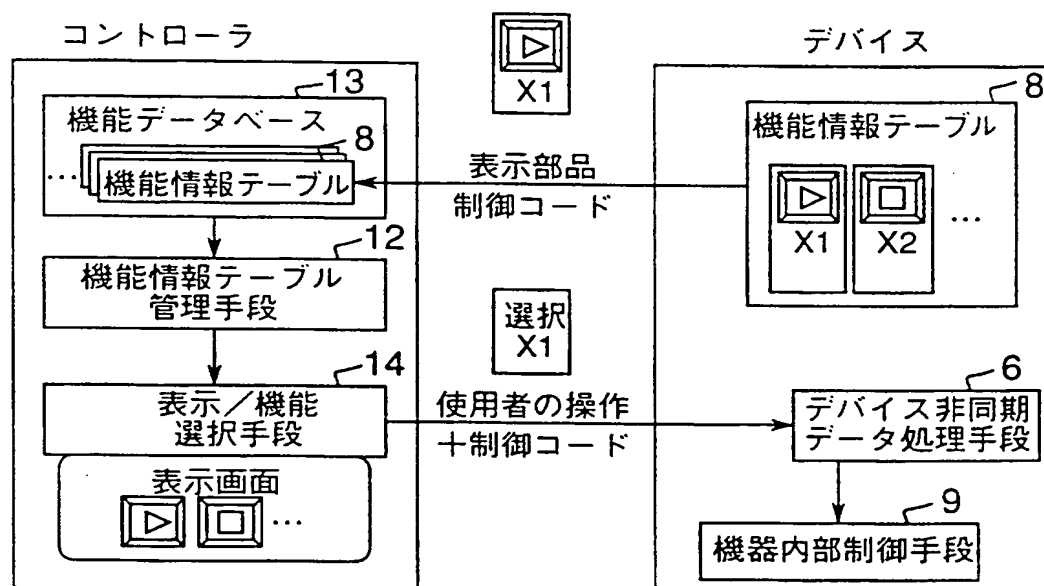 コントローラ
13
機能データベース
8
…
機能情報テーブル
12
機能情報テーブル
管理手段
14
表示／機能
選択手段
表示画面
…
X1
表示部品
制御コード
選択
X1
使用者の操作
＋制御コード
デバイス
8
機能情報テーブル
X1
X2
…
6
デバイス非同期
データ処理手段
9
機器内部制御手段